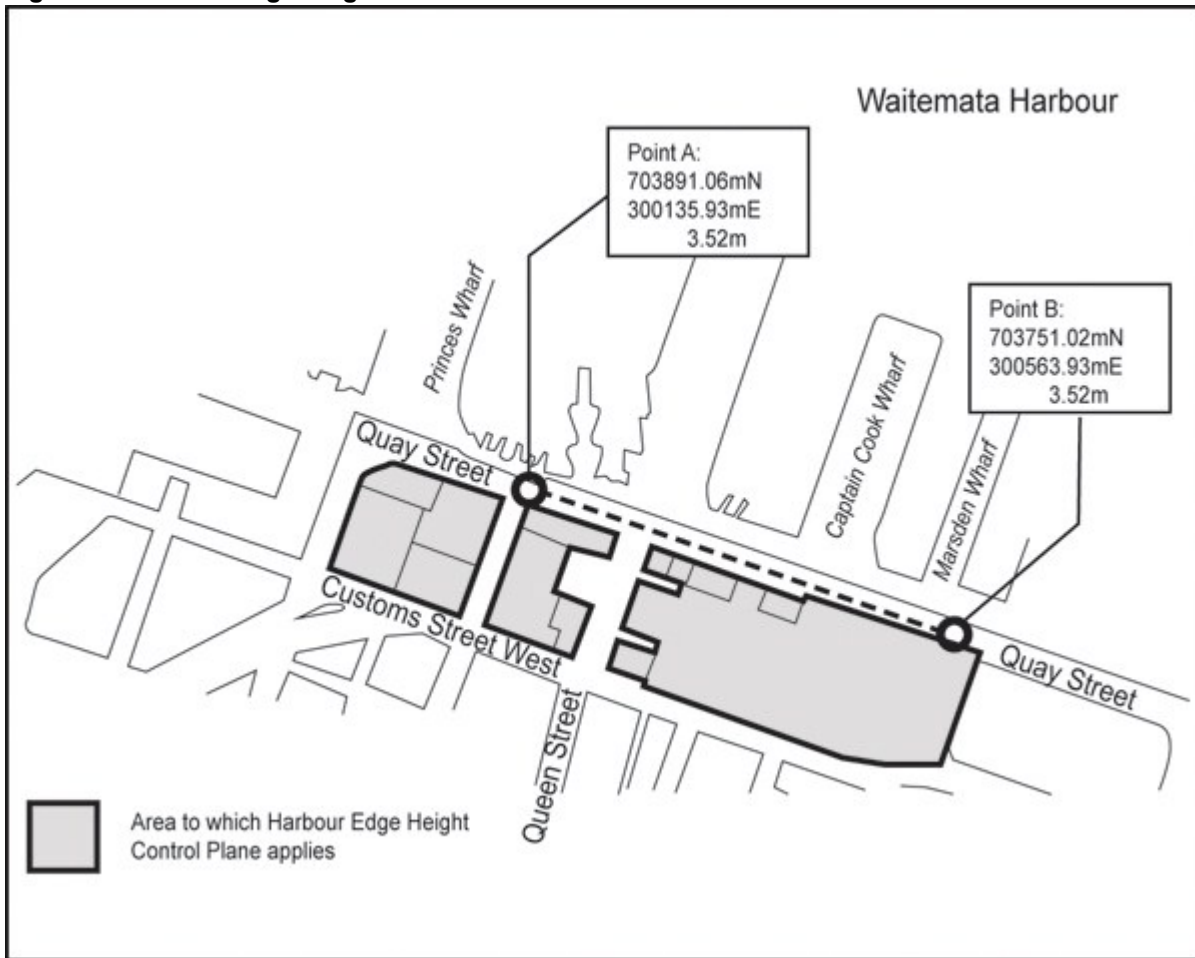 Waitemata Harbour
Point A:
703891.06mN
300135.93mE
3.52m
Point B:
703751.02mN
300563.93mE
3.52m
Princes Wharf
Captain Cook Wharf
Marsden Wharf
Quay Street
Quay Street
Customs Street West
Queen Street
Area to which Harbour Edge Height
Control Plane applies